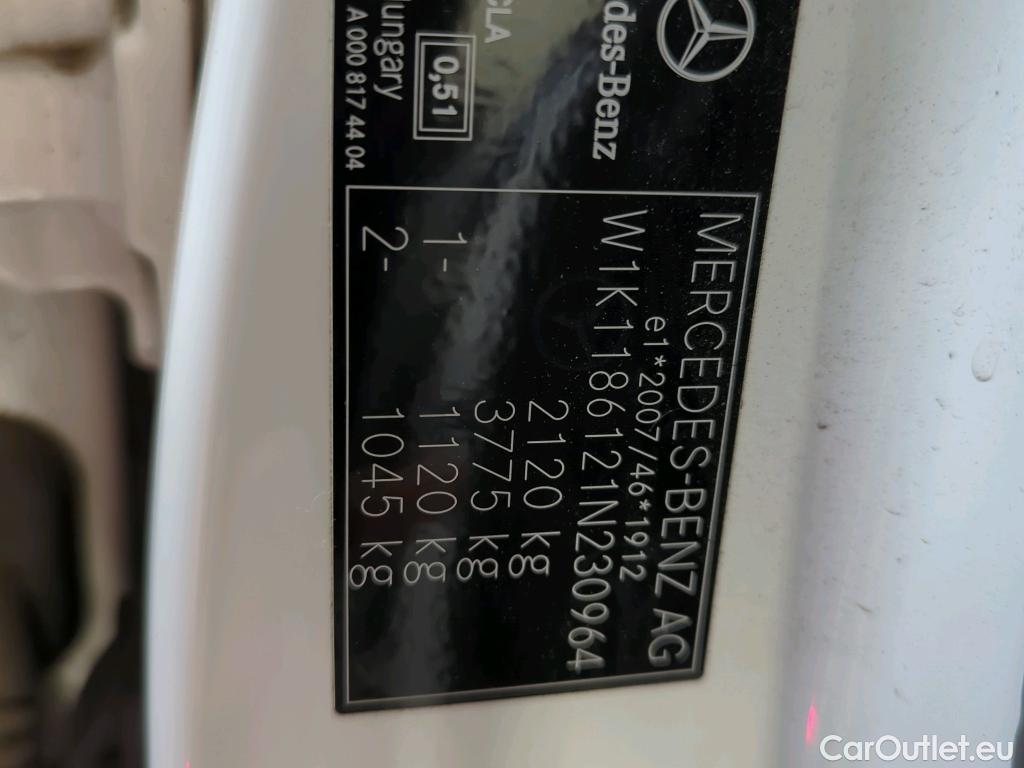 des-Benz
CLA
0,51
ungary
A 000 817 44 04
MERCEDES-BENZ AG
e1*2007/46*1912
W1K1186121N230964
2120 kg
3775 kg
1- 1120 kg
2- 1045 kg
CarOutlet.eu